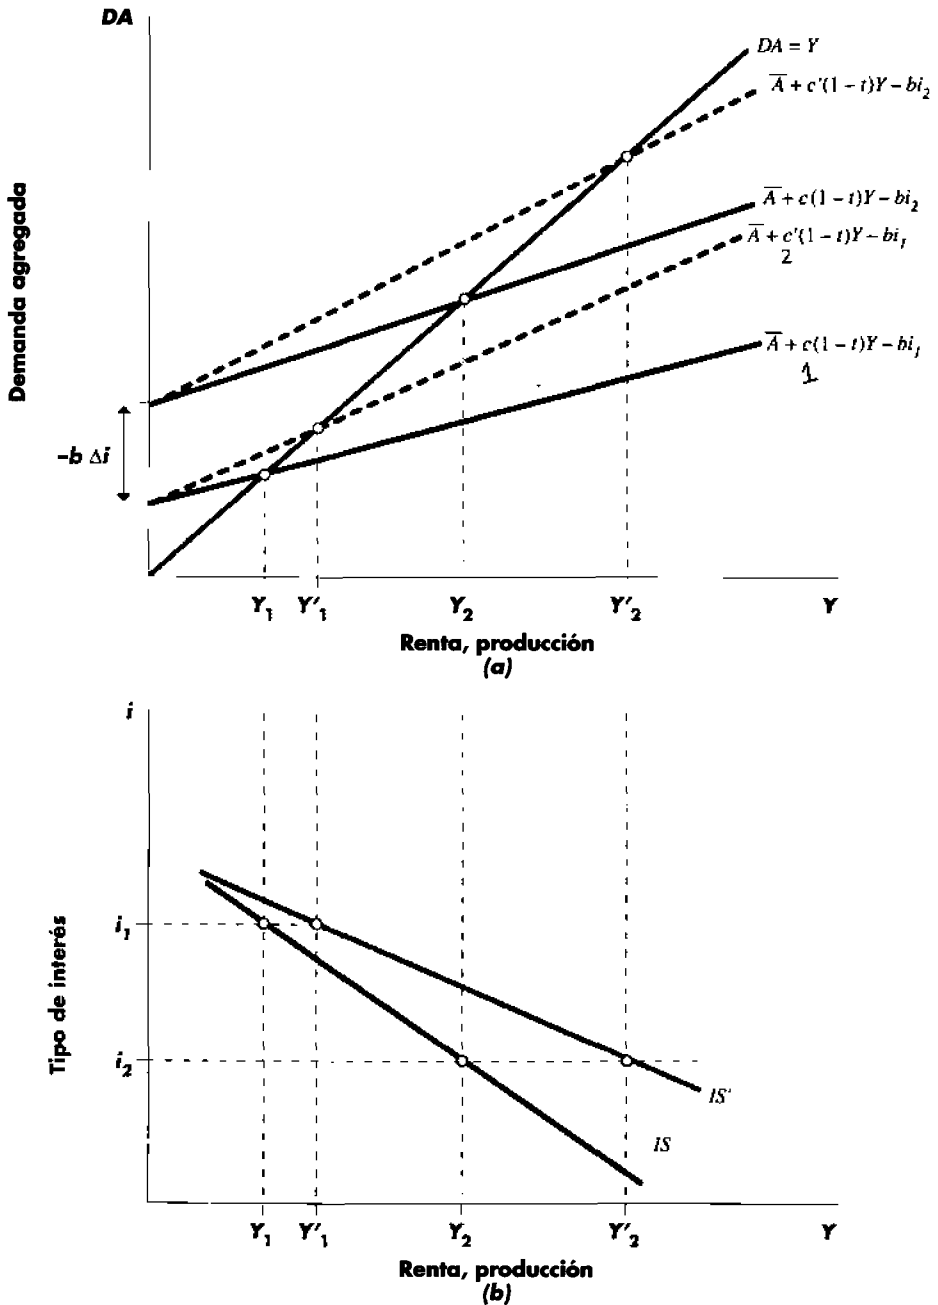 DA
Demanda agregada
DA = Y
A̅ + c'(1 – t)Y – bi₂
A̅ + c(1 – t)Y – bi₂
A̅ + c'(1 – t)Y – bi₁
2
A̅ + c(1 – t)Y – bi₁
1
–b Δi
Y₁ Y'₁ Y₂ Y'₂ Y
Renta, producción
(a)
i
Tipo de interés
i₁
i₂
IS'
IS
Y₁ Y'₁ Y₂ Y'₂ Y
Renta, producción
(b)